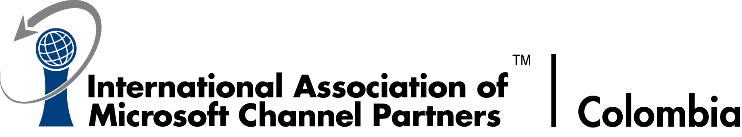 International Association of
Microsoft Channel Partners ™ | Colombia